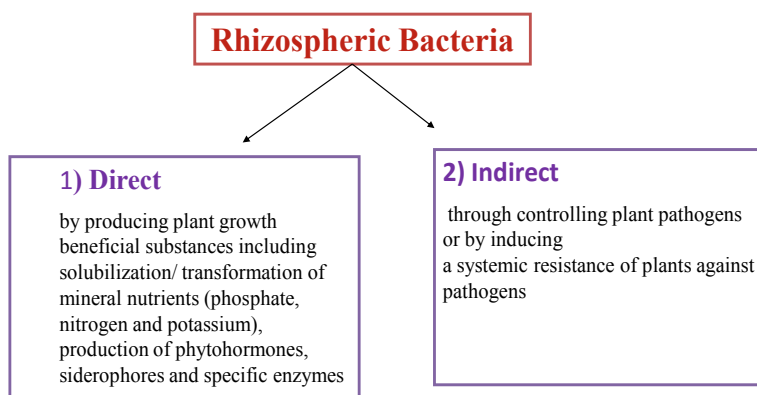 Rhizospheric Bacteria
1) Direct
by producing plant growth
beneficial substances including
solubilization/ transformation of
mineral nutrients (phosphate,
nitrogen and potassium),
production of phytohormones,
siderophores and specific enzymes
2) Indirect
through controlling plant pathogens
or by inducing
a systemic resistance of plants against
pathogens